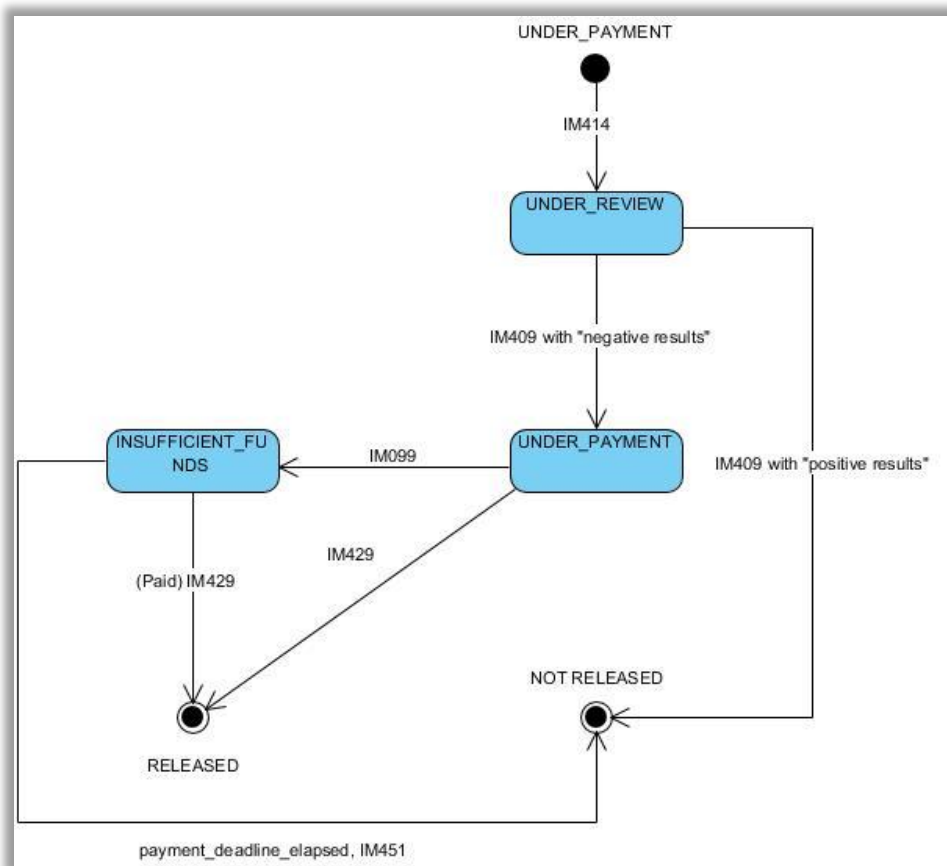 UNDER_PAYMENT
IM414
UNDER_REVIEW
IM409 with "negative results"
INSUFFICIENT_FU
NDS
IM099
UNDER_PAYMENT
IM409 with "positive results"
IM429
(Paid) IM429
NOT RELEASED
RELEASED
payment_deadline_elapsed, IM451